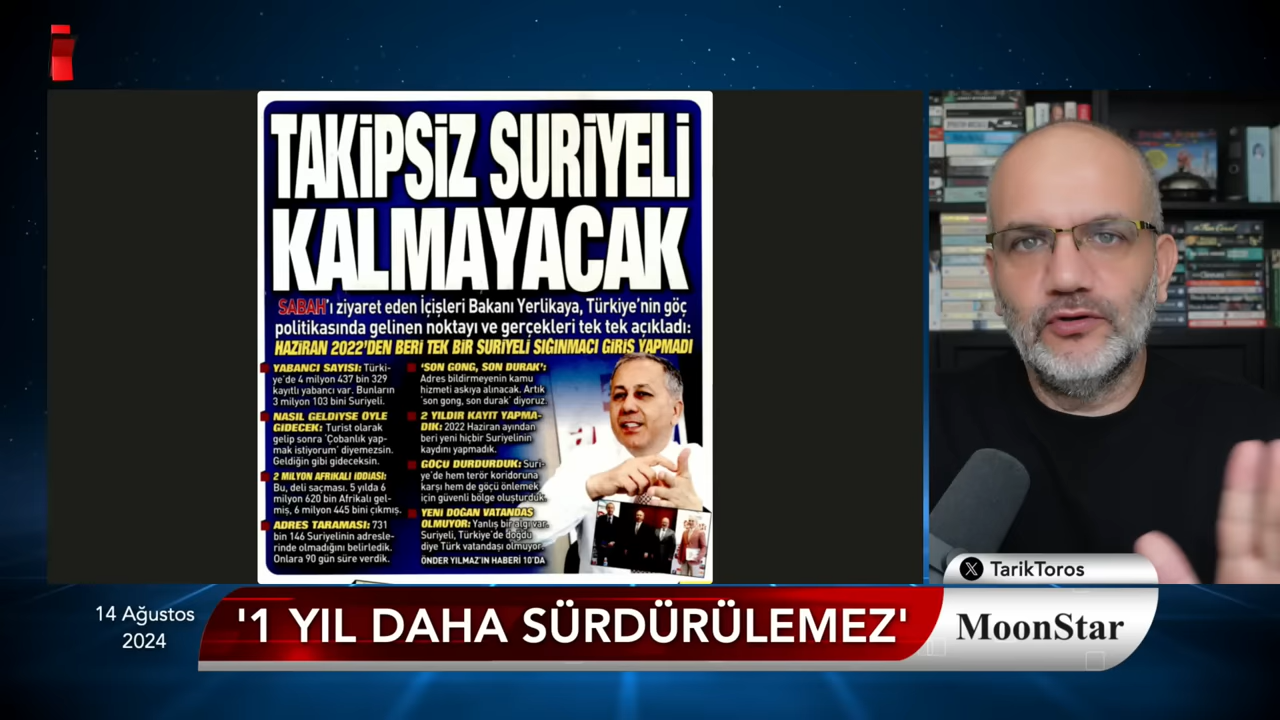 TAKİPSİZ SURİYELİ
KALMAYACAK
SABAH'ı ziyaret eden İçişleri Bakanı Yerlikaya, Türkiye'nin göç
politikasında gelinen noktayı ve gerçekleri tek tek açıkladı:
HAZİRAN 2022'DEN BERİ TEK BİR SURİYELİ SIĞINMACI GİRİŞ YAPMADI
YABANCI SAYISI: Türki-
ye'de 4 milyon 437 bin 329
kayıtlı yabancı var. Bunların
3 milyon 103 bini Suriyeli.
NASIL GELDİYSE ÖYLE
GİDECEK: Turist olarak
gelip sonra 'Çobanlık yap-
mak istiyorum' diyemezsin.
Geldiğin gibi gideceksin.
2 MİLYON AFRİKALI İDDİASI:
Bu, deli saçması. 5 yılda 6
milyon 620 bin Afrikalı gel-
miş, 6 milyon 445 bini çıkmış.
ADRES TARAMASI: 731
bin 146 Suriyelinin adresle-
rinde olmadığını belirledik.
Onlara 90 gün süre verdik.
'SON GONG, SON DURAK':
Adres bildirmeyenin kamu
hizmeti askıya alınacak. Artık
'son gong, son durak' diyoruz.
2 YILDIR KAYIT YAPMA-
DIK: 2022 Haziran ayından
beri yeni hiçbir Suriyelinin
kaydını yapmadık.
GÖÇÜ DURDURDUK: Suri-
ye'de hem terör koridoruna
karşı hem de göçü önlemek
için güvenli bölge oluşturduk.
YENİ DOĞAN VATANDAŞ
OLMUYOR: Yanlış bir algı var.
Suriyeli, Türkiye'de doğdu
diye Türk vatandaşı olmuyor.
ÖNDER YILMAZ'IN HABERİ 10'DA
X TarikToros
14 Ağustos
2024
'1 YIL DAHA SÜRDÜRÜLEMEZ'
MoonStar